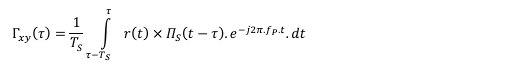 Γ_xy(τ) = 1/T_S ∫_{τ−T_S}^{τ} r(t) × Π_S(t − τ). e^{−j2π.f_P.t}. dt